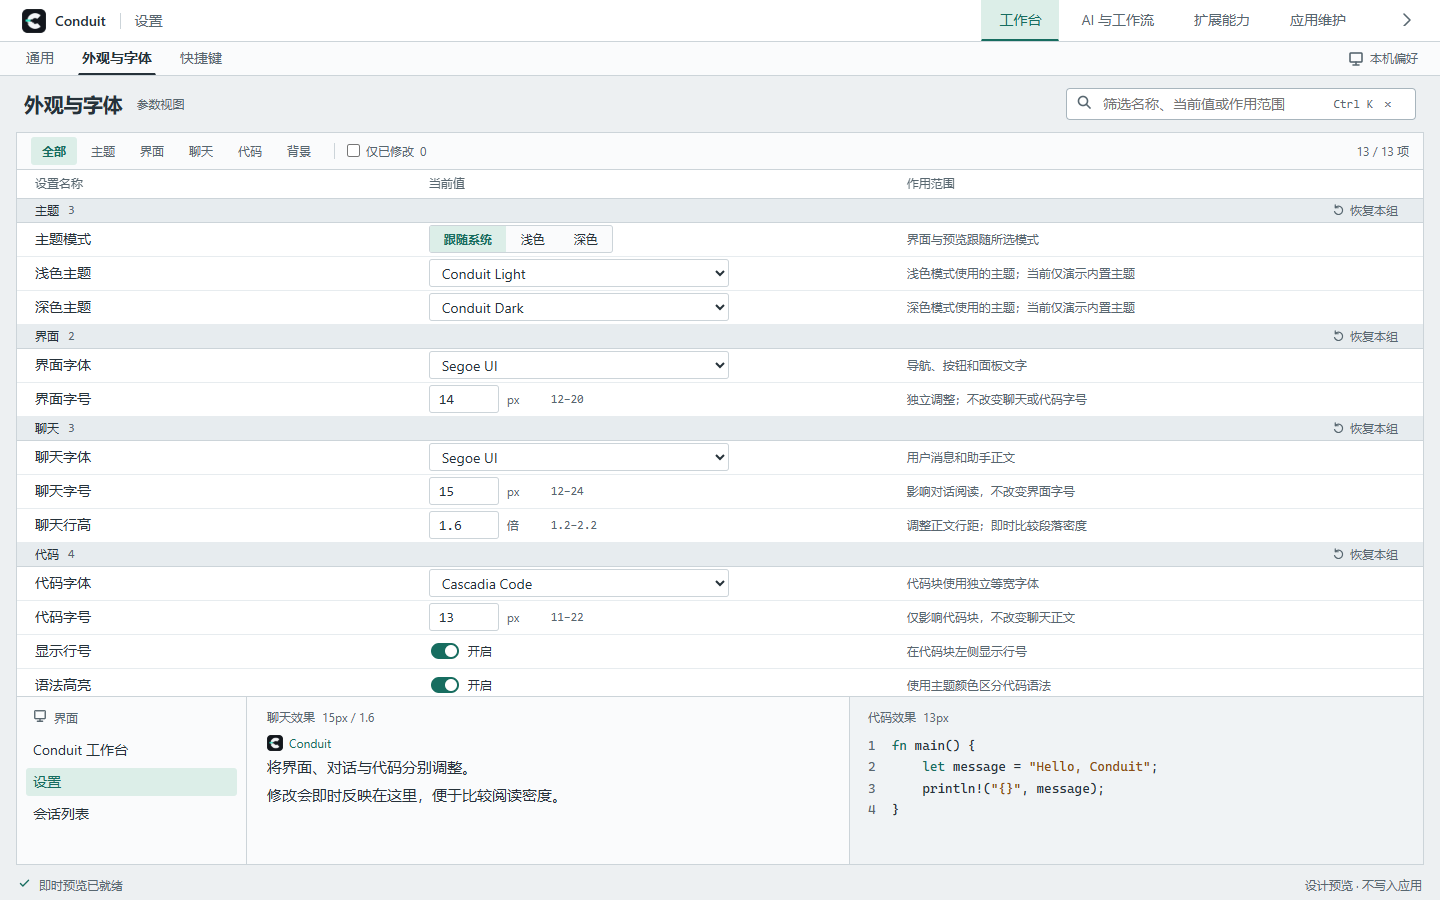 Conduit 设置 工作台 AI 与工作流 扩展能力 应用维护
通用 外观与字体 快捷键 本机偏好
外观与字体 参数视图 筛选名称、当前值或作用范围 Ctrl K ×
全部 主题 界面 聊天 代码 背景 仅已修改 0 13 / 13 项
设置名称 当前值 作用范围
主题 3 恢复本组
主题模式 跟随系统 浅色 深色 界面与预览跟随所选模式
浅色主题 Conduit Light 浅色模式使用的主题；当前仅演示内置主题
深色主题 Conduit Dark 深色模式使用的主题；当前仅演示内置主题
界面 2 恢复本组
界面字体 Segoe UI 导航、按钮和面板文字
界面字号 14 px 12–20 独立调整；不改变聊天或代码字号
聊天 3 恢复本组
聊天字体 Segoe UI 用户消息和助手正文
聊天字号 15 px 12–24 影响对话阅读，不改变界面字号
聊天行高 1.6 倍 1.2–2.2 调整正文行距；即时比较段落密度
代码 4 恢复本组
代码字体 Cascadia Code 代码块使用独立等宽字体
代码字号 13 px 11–22 仅影响代码块，不改变聊天正文
显示行号 开启 在代码块左侧显示行号
语法高亮 开启 使用主题颜色区分代码语法
界面
Conduit 工作台
设置
会话列表
聊天效果 15px / 1.6
Conduit
将界面、对话与代码分别调整。
修改会即时反映在这里，便于比较阅读密度。
代码效果 13px
1 fn main() {
2 let message = "Hello, Conduit";
3 println!("{}", message);
4 }
即时预览已就绪 设计预览 · 不写入应用